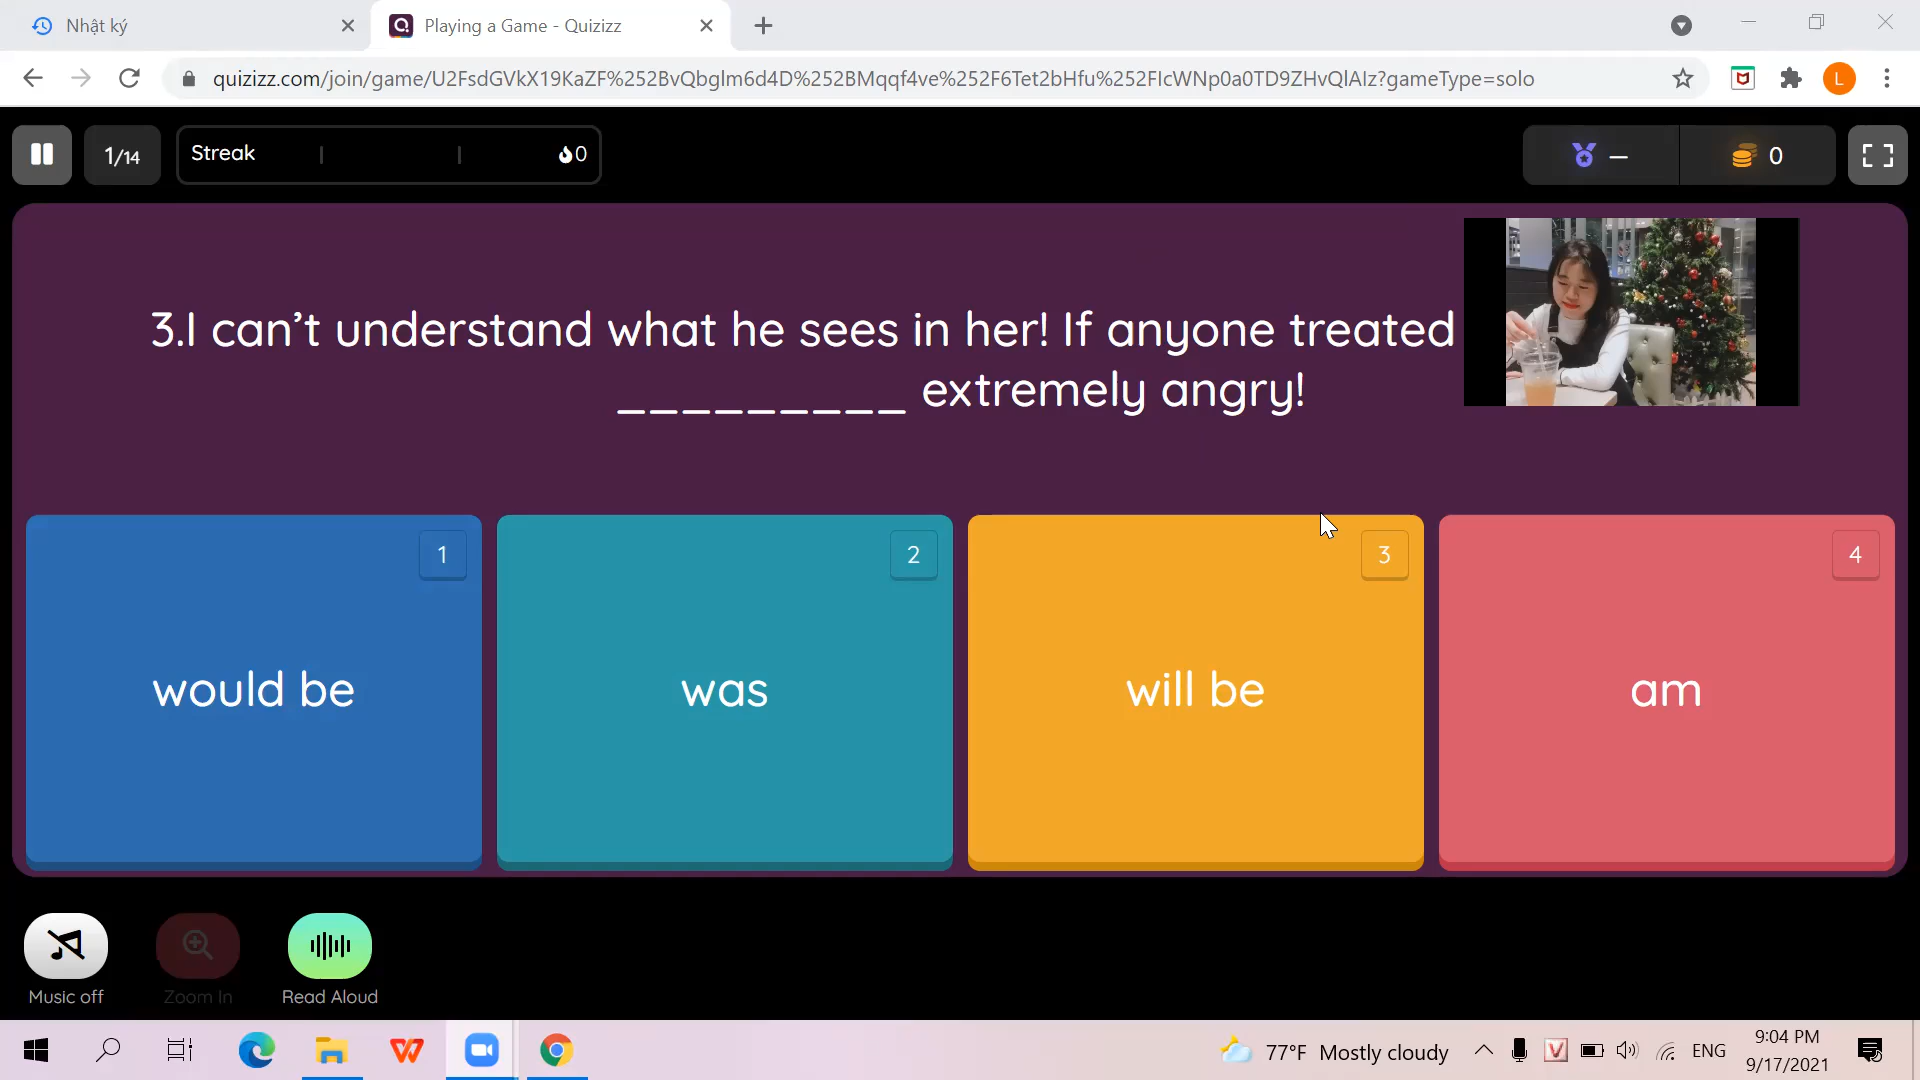 Nhật ký
Playing a Game - Quizizz
quizizz.com/join/game/U2FsdGVkX19KaZF%252BvQbglm6d4D%252BMqqf4ve%252F6Tet2bHfu%252FIcWNp0a0TD9ZHvQlAIz?gameType=solo
L
1/14
Streak
0
–
0
3.I can’t understand what he sees in her! If anyone treated
_________ extremely angry!
1
2
3
4
would be
was
will be
am
Music off
Zoom In
Read Aloud
77°F Mostly cloudy
ENG
9:04 PM
9/17/2021